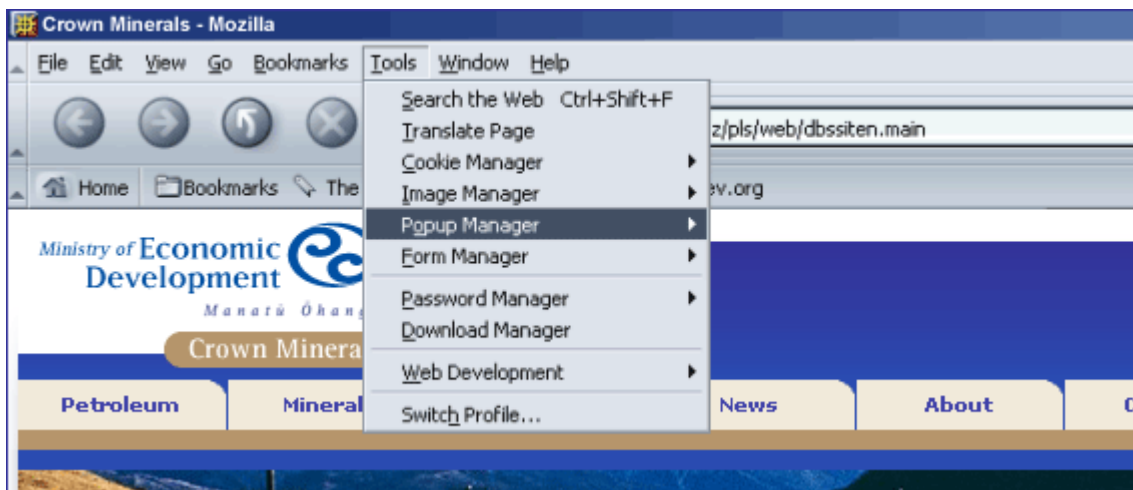 Crown Minerals - Mozilla
File Edit View Go Bookmarks Tools Window Help
Search the Web Ctrl+Shift+F
Translate Page
z/pls/web/dbssiten.main
Cookie Manager
Home Bookmarks The
Image Manager
ev.org
Popup Manager
Form Manager
Password Manager
Download Manager
Web Development
Switch Profile...
Ministry of Economic
Development
Manatū Ōhang
Crown Minera
Petroleum Mineral News About